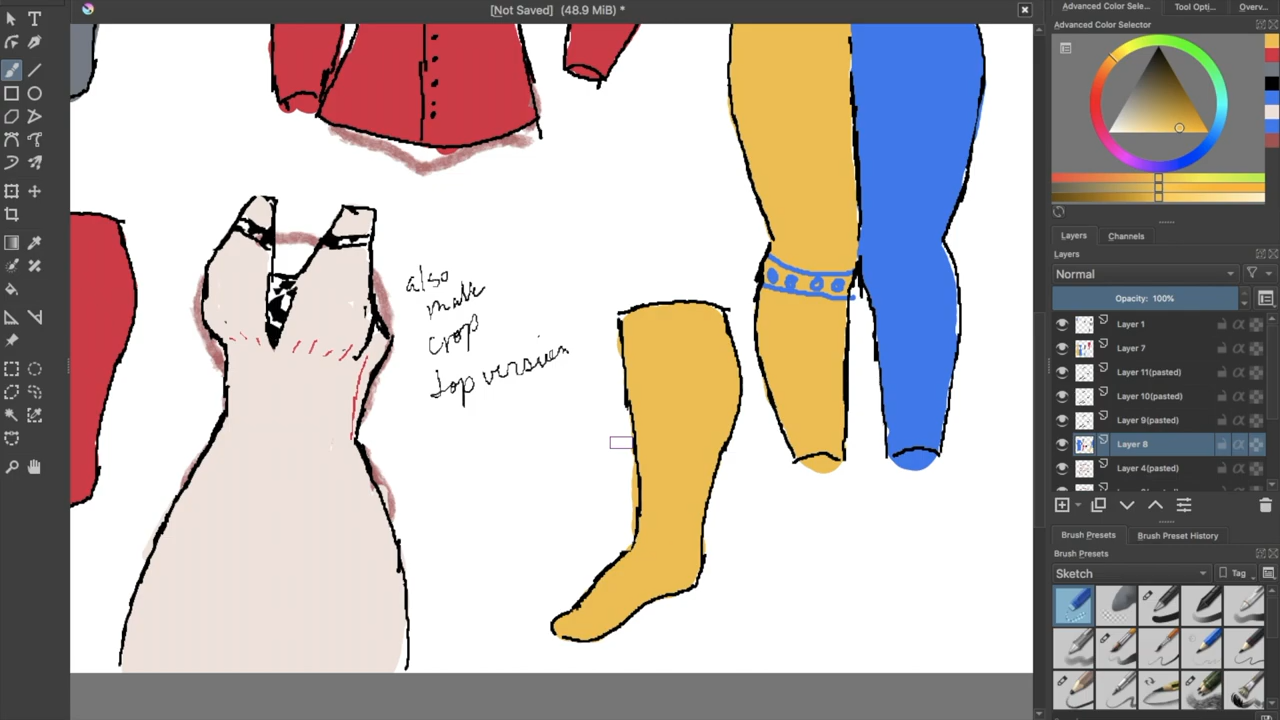 [Not Saved] (48.9 MiB) *
Advanced Color Sele...
Tool Opti...
Overv...
Advanced Color Selector
also
make
crop
top version
Layers
Channels
Layers
Normal
Opacity: 100%
Layer 1
Layer 7
Layer 11(pasted)
Layer 10(pasted)
Layer 9(pasted)
Layer 8
Layer 4(pasted)
Brush Presets
Brush Preset History
Brush Presets
Sketch
Tag